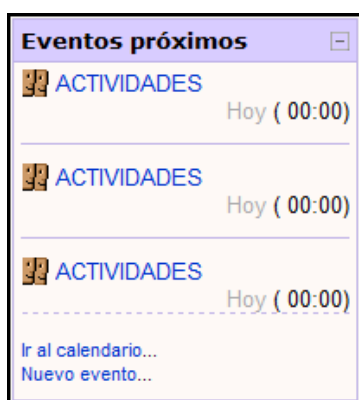 Eventos próximos
ACTIVIDADES
Hoy ( 00:00)
ACTIVIDADES
Hoy ( 00:00)
ACTIVIDADES
Hoy ( 00:00)
Ir al calendario...
Nuevo evento...